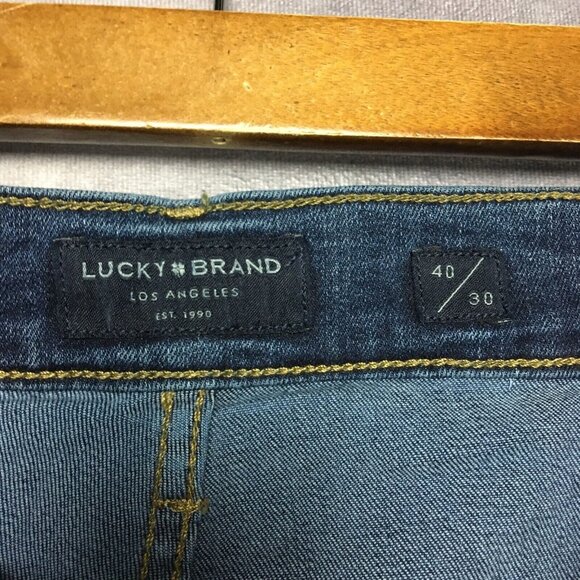 LUCKY BRAND
LOS ANGELES
EST. 1990
40/30